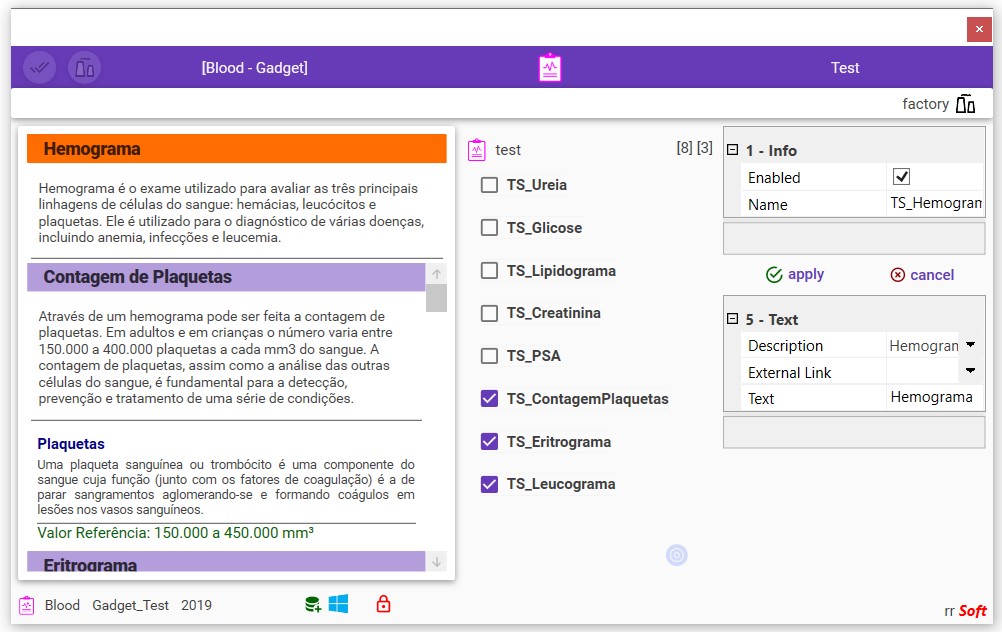 [Blood - Gadget]
Test
factory
Hemograma
Hemograma é o exame utilizado para avaliar as três principais
linhagens de células do sangue: hemácias, leucócitos e
plaquetas. Ele é utilizado para o diagnóstico de várias doenças,
incluindo anemia, infecções e leucemia.
Contagem de Plaquetas
Através de um hemograma pode ser feita a contagem de
plaquetas. Em adultos e em crianças o número varia entre
150.000 a 400.000 plaquetas a cada mm3 do sangue. A
contagem de plaquetas, assim como a análise das outras
células do sangue, é fundamental para a detecção,
prevenção e tratamento de uma série de condições.
Plaquetas
Uma plaqueta sanguínea ou trombócito é uma componente do
sangue cuja função (junto com os fatores de coagulação) é a de
parar sangramentos aglomerando-se e formando coágulos em
lesões nos vasos sanguíneos.
Valor Referência: 150.000 a 450.000 mm³
Eritrograma
test [8] [3]
TS_Ureia
TS_Glicose
TS_Lipidograma
TS_Creatinina
TS_PSA
TS_ContagemPlaquetas
TS_Eritrograma
TS_Leucograma
1 - Info
Enabled
Name TS_Hemogram
apply cancel
5 - Text
Description Hemogram
External Link
Text Hemograma
Blood Gadget_Test 2019
rr Soft